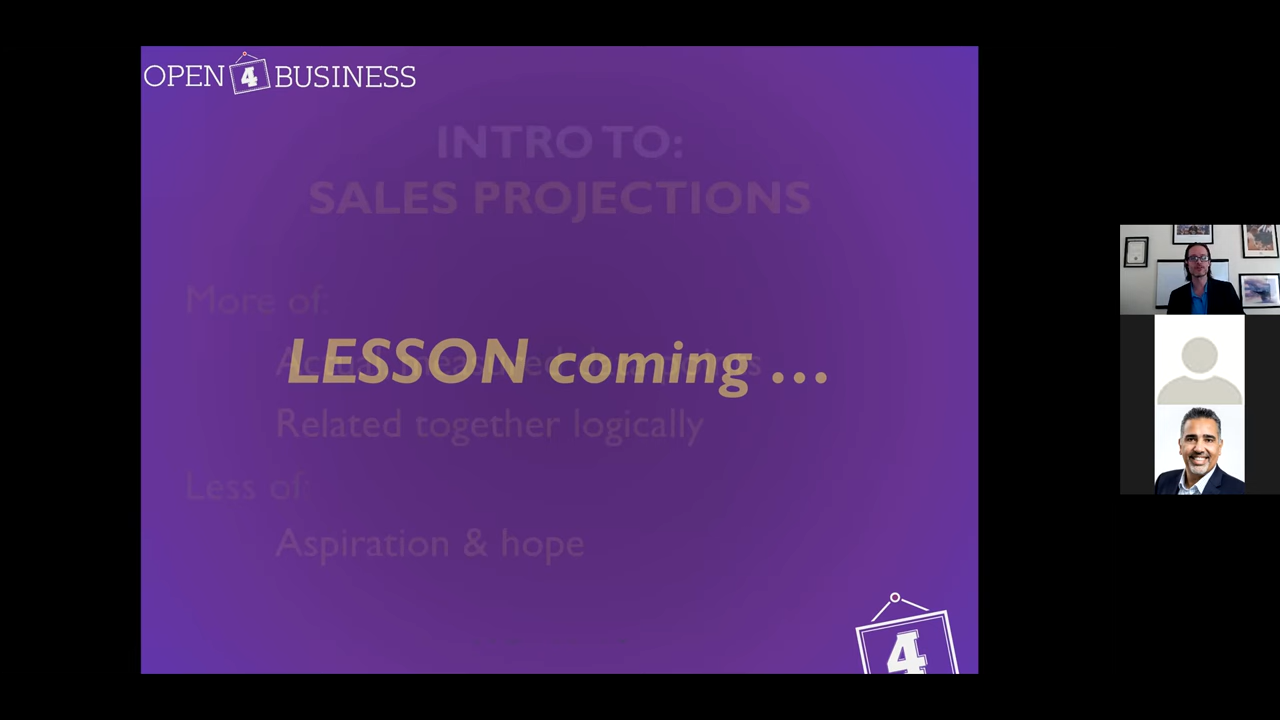 OPEN 4 BUSINESS
INTRO TO:
SALES PROJECTIONS
More of:
LESSON coming ...
Related together logically
Less of:
Aspiration & hope
4